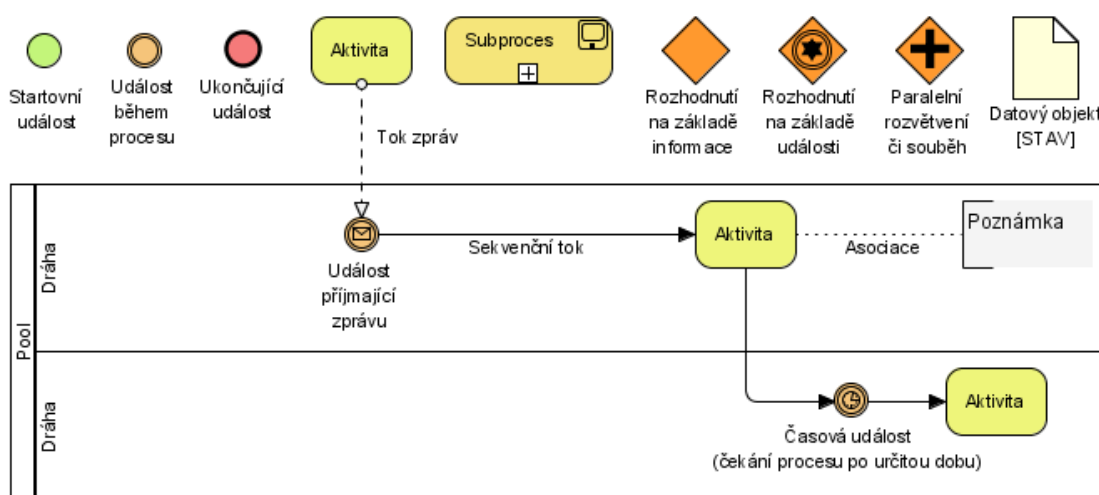 Aktivita
Subproces
Startovní
událost
Událost
během
procesu
Ukončující
událost
Rozhodnutí
na základě
informace
Rozhodnutí
na základě
události
Paralelní
rozvětvení
či souběh
Datový objekt
[STAV]
Tok zpráv
Pool
Dráha
Událost
příjmající
zprávu
Sekvenční tok
Aktivita
Asociace
Poznámka
Dráha
Časová událost
(čekání procesu po určitou dobu)
Aktivita